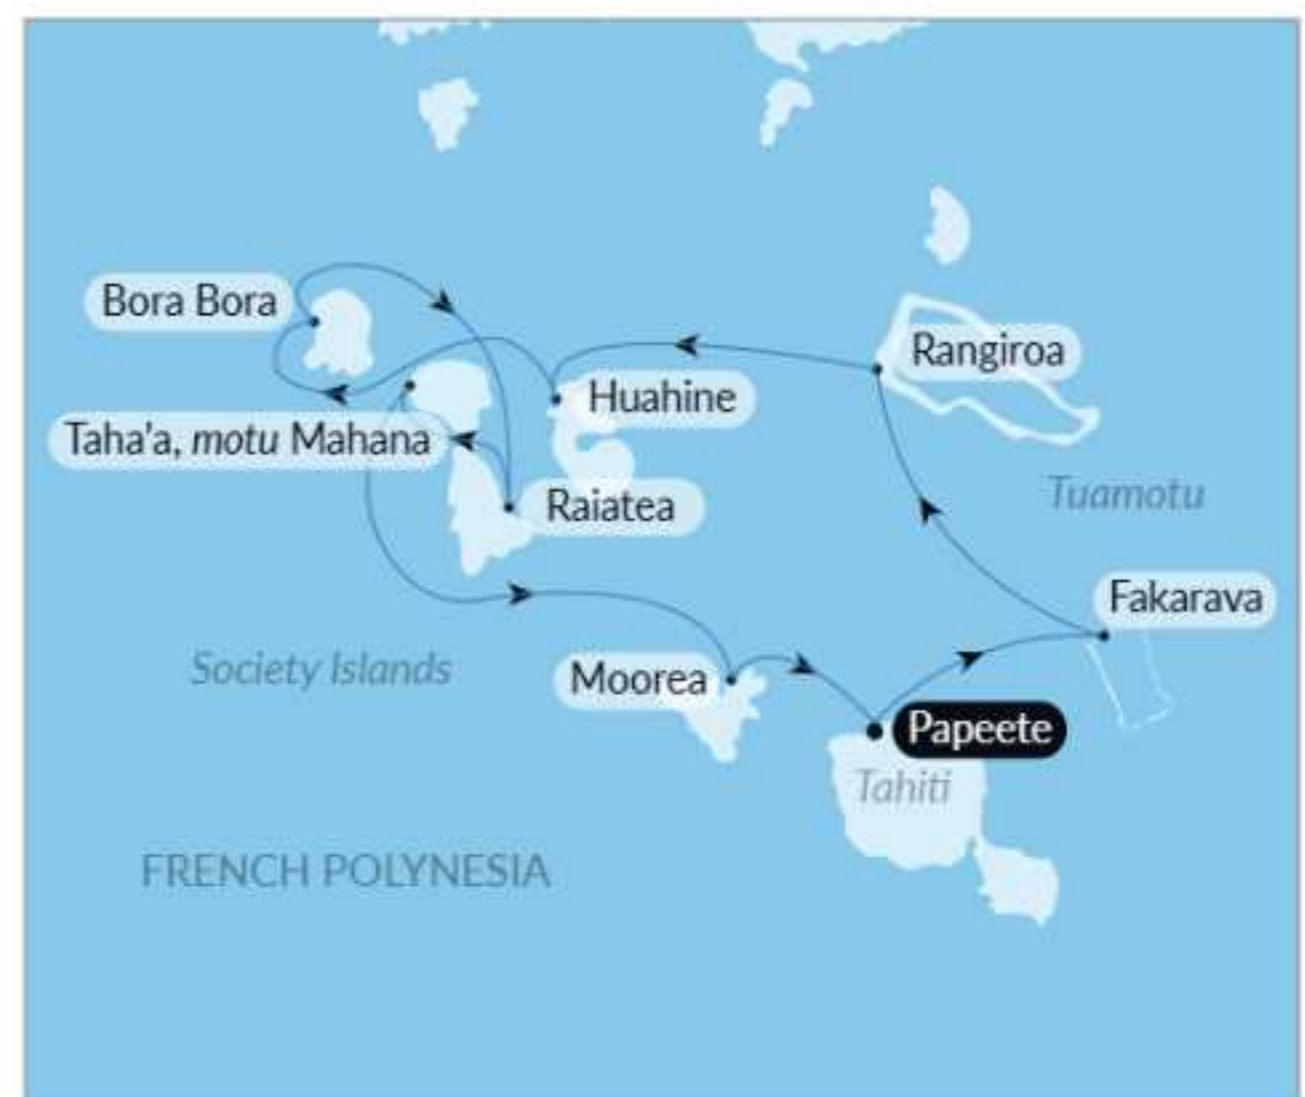 Bora Bora
Rangiroa
Huahine
Taha'a, motu Mahana
Tuamotu
Raiatea
Fakarava
Society Islands
Moorea
Papeete
Tahiti
FRENCH POLYNESIA